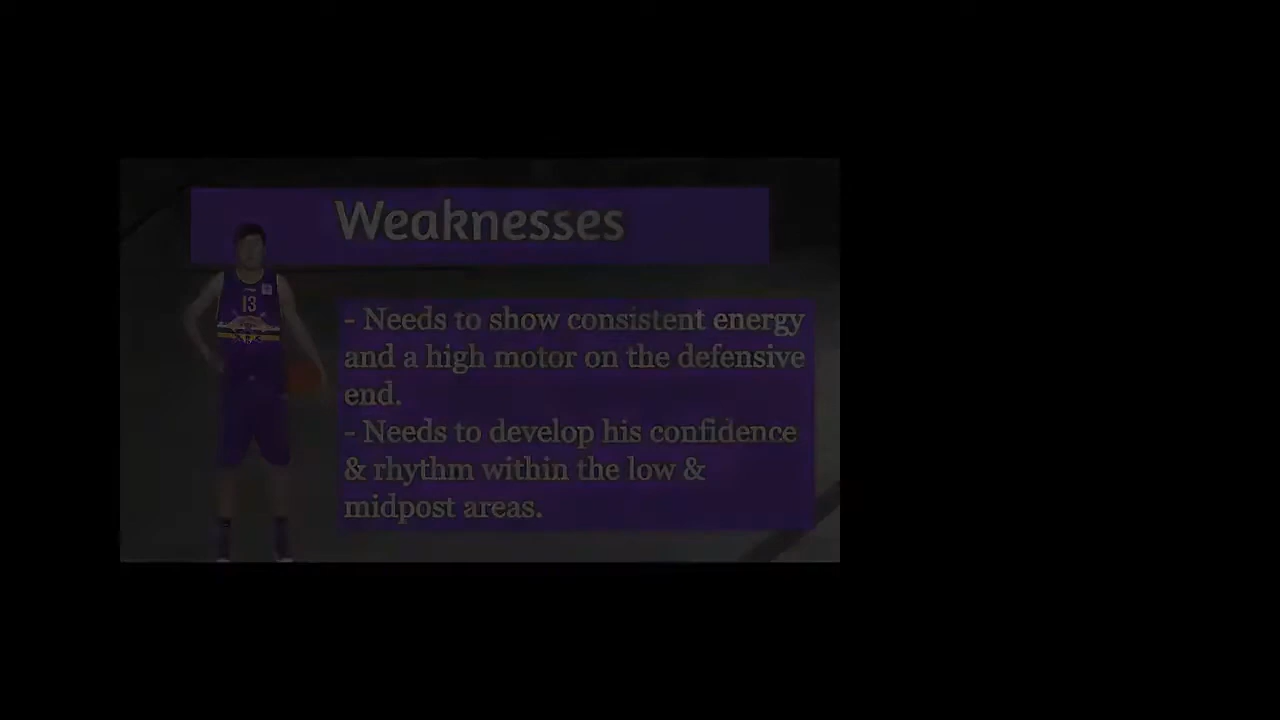 Weaknesses
13
- Needs to show consistent energy
and a high motor on the defensive
end.
- Needs to develop his confidence
& rhythm within the low &
midpost areas.